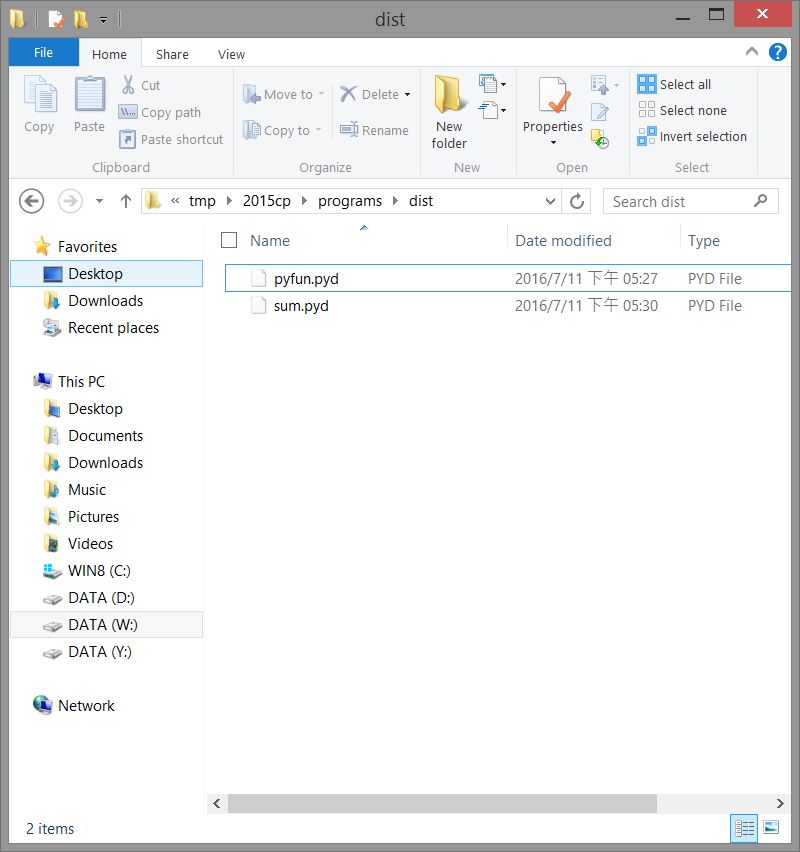 dist
File Home Share View
Copy
Paste
Cut
Copy path
Paste shortcut
Clipboard
Move to
Copy to
Delete
Rename
Organize
New
folder
New
Properties
Open
Select all
Select none
Invert selection
Select
« tmp 2015cp programs dist
Search dist
Favorites
Desktop
Downloads
Recent places
This PC
Desktop
Documents
Downloads
Music
Pictures
Videos
WIN8 (C:)
DATA (D:)
DATA (W:)
DATA (Y:)
Network
Name Date modified Type
pyfun.pyd 2016/7/11 下午 05:27 PYD File
sum.pyd 2016/7/11 下午 05:30 PYD File
2 items